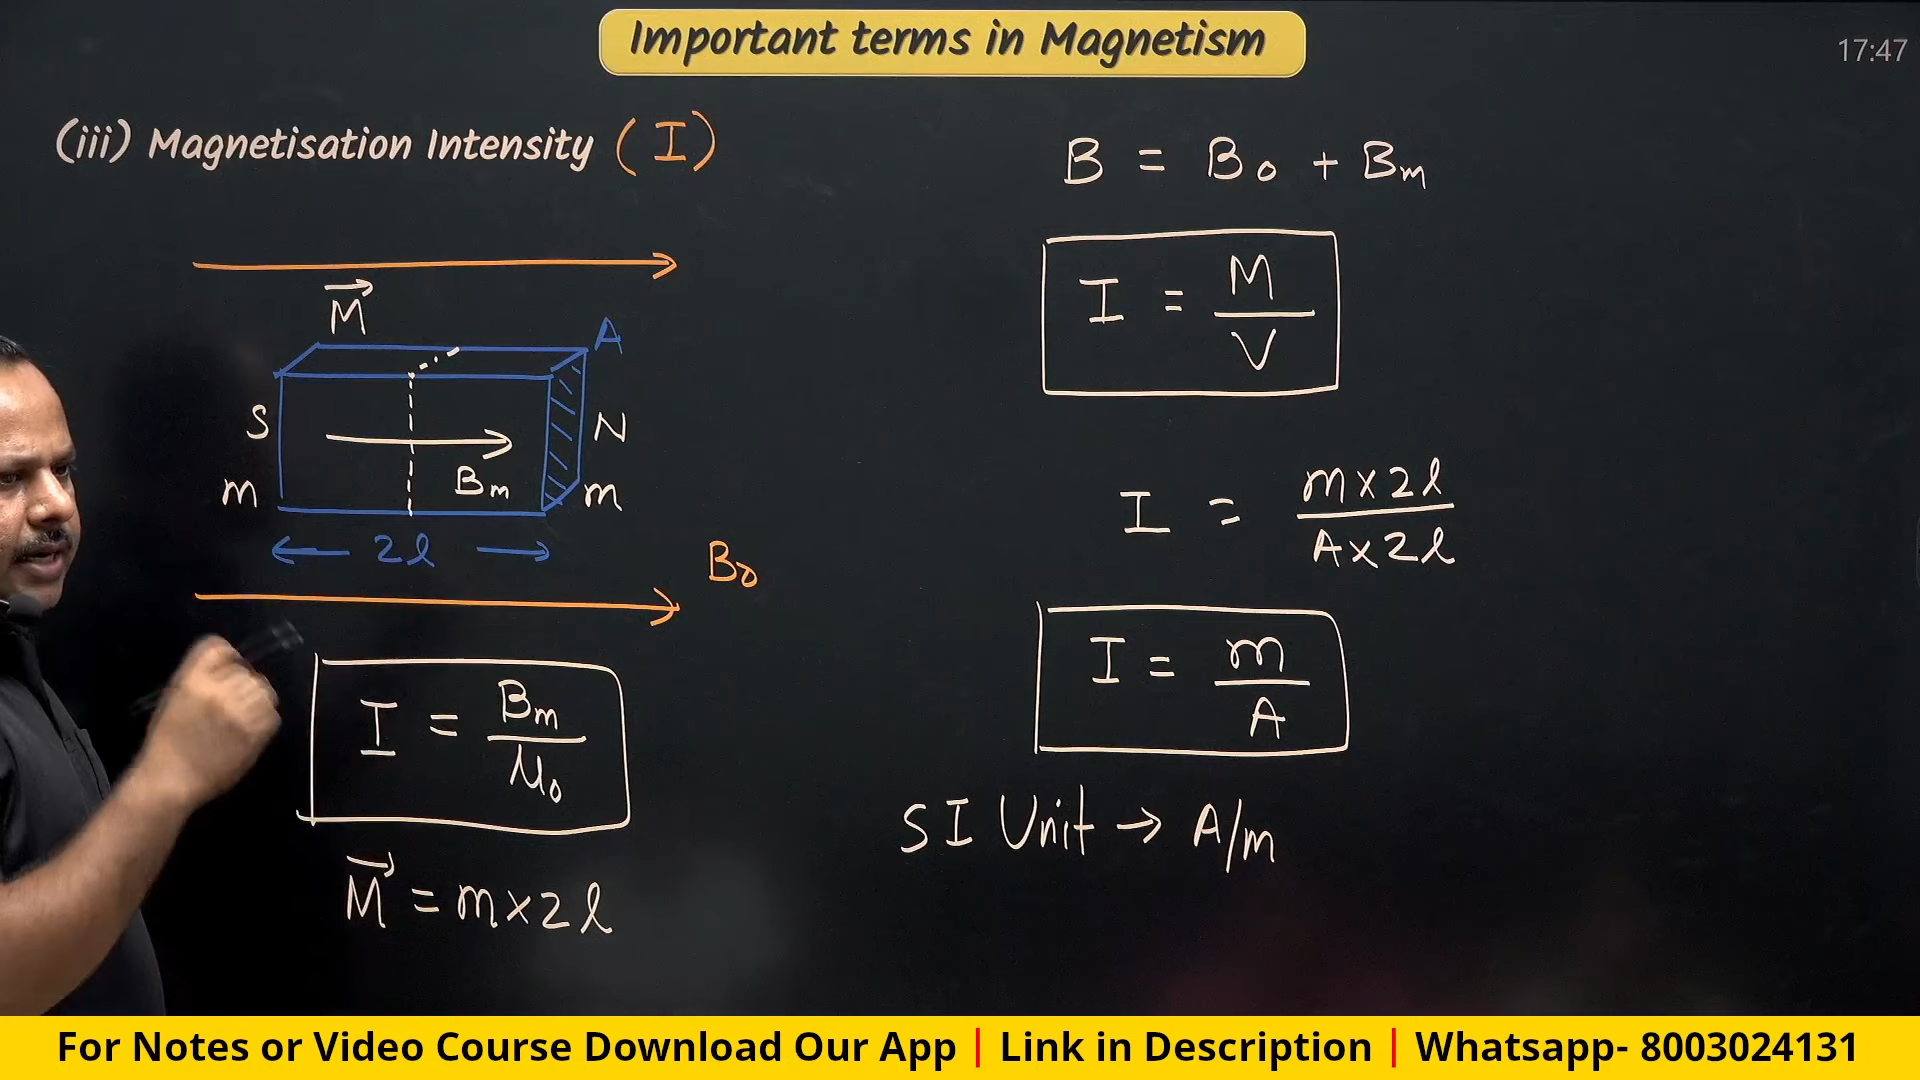 Important terms in Magnetism
17:47
(iii) Magnetisation Intensity (I)
M
A
S
N
m
Bm
m
2l
B0
I = Bm / μ0
M = m×2l
B = B0 + Bm
I = M / V
I = m×2l / A×2l
I = m / A
SI Unit → A/m
For Notes or Video Course Download Our App | Link in Description | Whatsapp- 8003024131